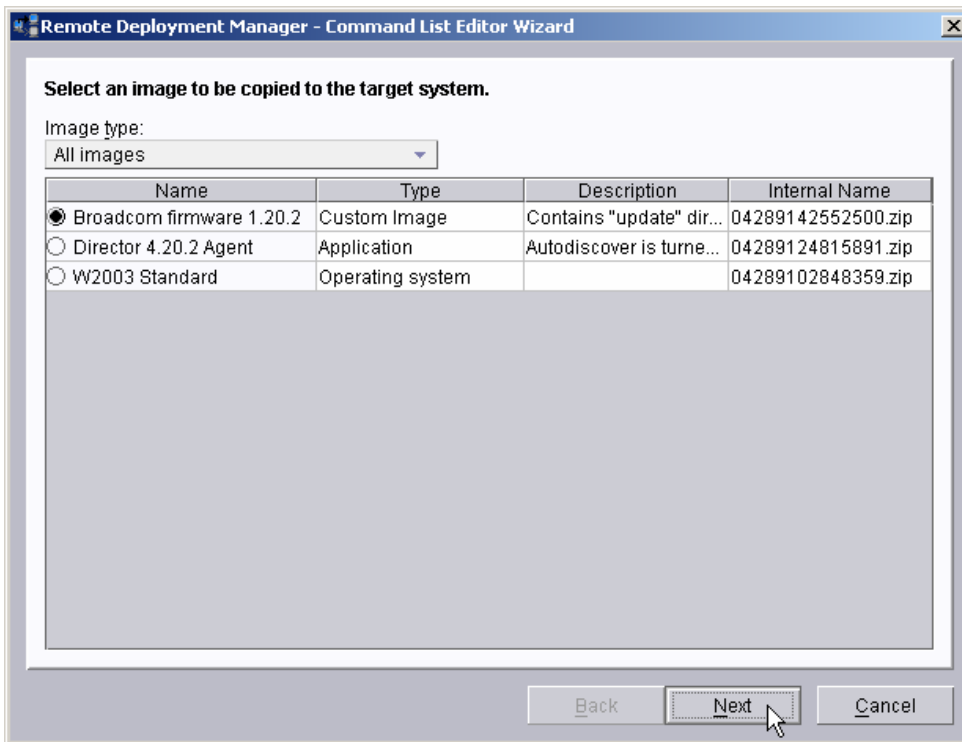 Remote Deployment Manager - Command List Editor Wizard
Select an image to be copied to the target system.
Image type:
All images
Name Type Description Internal Name
Broadcom firmware 1.20.2 Custom Image Contains "update" dir... 04289142552500.zip
Director 4.20.2 Agent Application Autodiscover is turne... 04289124815891.zip
W2003 Standard Operating system 04289102848359.zip
Back Next Cancel